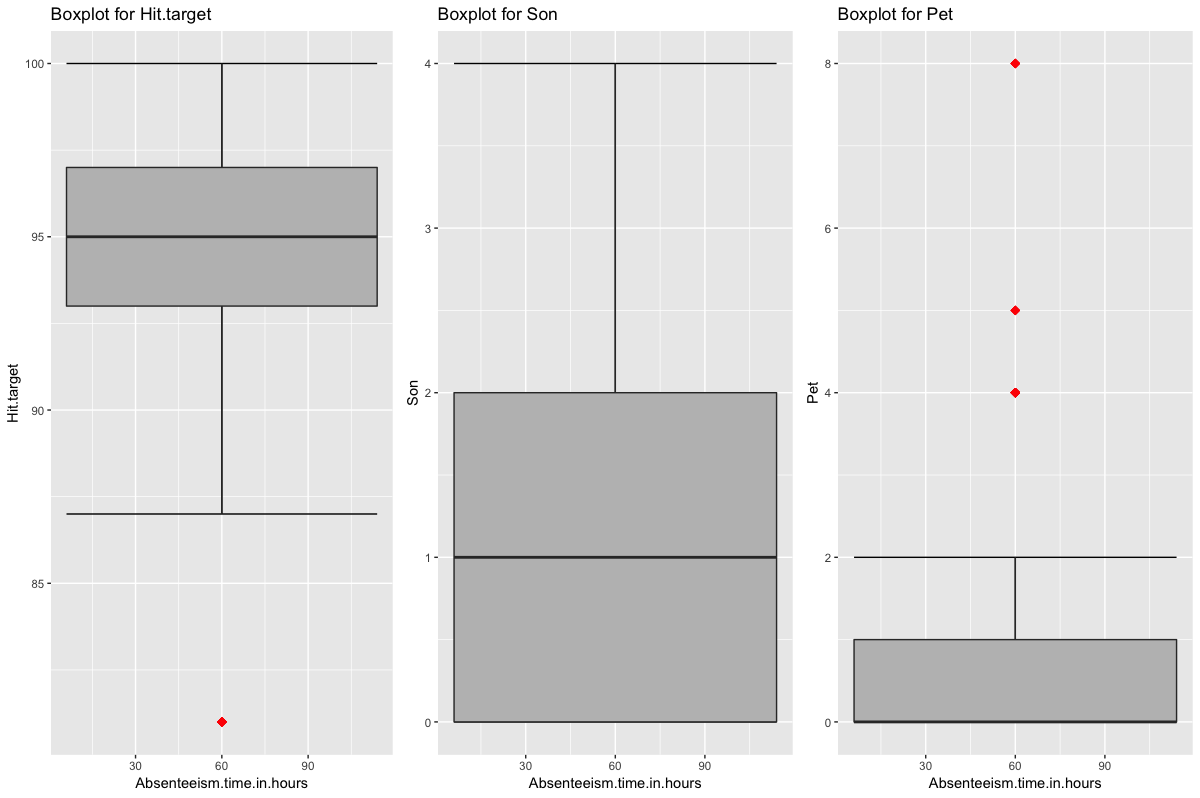 Boxplot for Hit.target
100
95
90
85
Hit.target
30 60 90
Absenteeism.time.in.hours
Boxplot for Son
4
3
2
1
0
Son
30 60 90
Absenteeism.time.in.hours
Boxplot for Pet
8
6
4
2
0
Pet
30 60 90
Absenteeism.time.in.hours